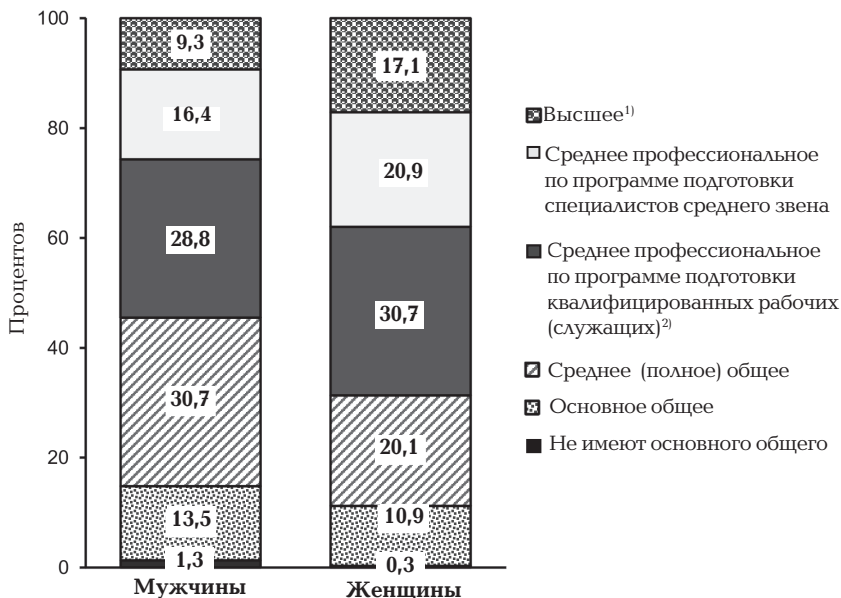 Процентов
100
80
60
40
20
0
9,3
16,4
28,8
30,7
13,5
1,3
Мужчины
17,1
20,9
30,7
20,1
10,9
0,3
Женщины
Высшее¹⁾
Среднее профессиональное
по программе подготовки
специалистов среднего звена
Среднее профессиональное
по программе подготовки
квалифицированных рабочих
(служащих)²⁾
Среднее (полное) общее
Основное общее
Не имеют основного общего